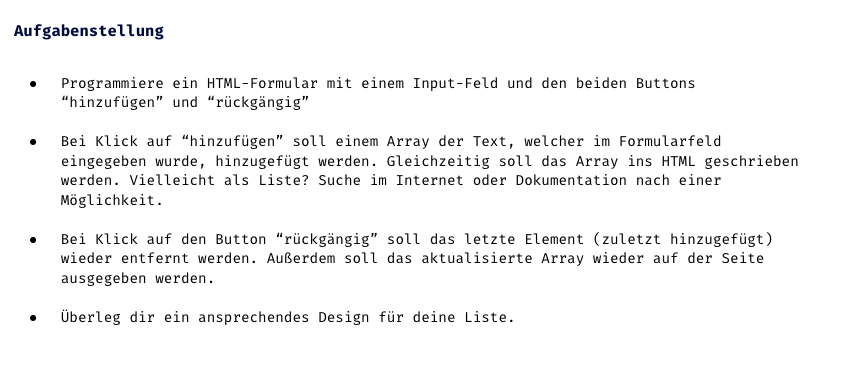 Aufgabenstellung
● Programmiere ein HTML-Formular mit einem Input-Feld und den beiden Buttons
“hinzufügen” und “rückgängig”
● Bei Klick auf “hinzufügen” soll einem Array der Text, welcher im Formularfeld
eingegeben wurde, hinzugefügt werden. Gleichzeitig soll das Array ins HTML geschrieben
werden. Vielleicht als Liste? Suche im Internet oder Dokumentation nach einer
Möglichkeit.
● Bei Klick auf den Button “rückgängig” soll das letzte Element (zuletzt hinzugefügt)
wieder entfernt werden. Außerdem soll das aktualisierte Array wieder auf der Seite
ausgegeben werden.
● Überleg dir ein ansprechendes Design für deine Liste.